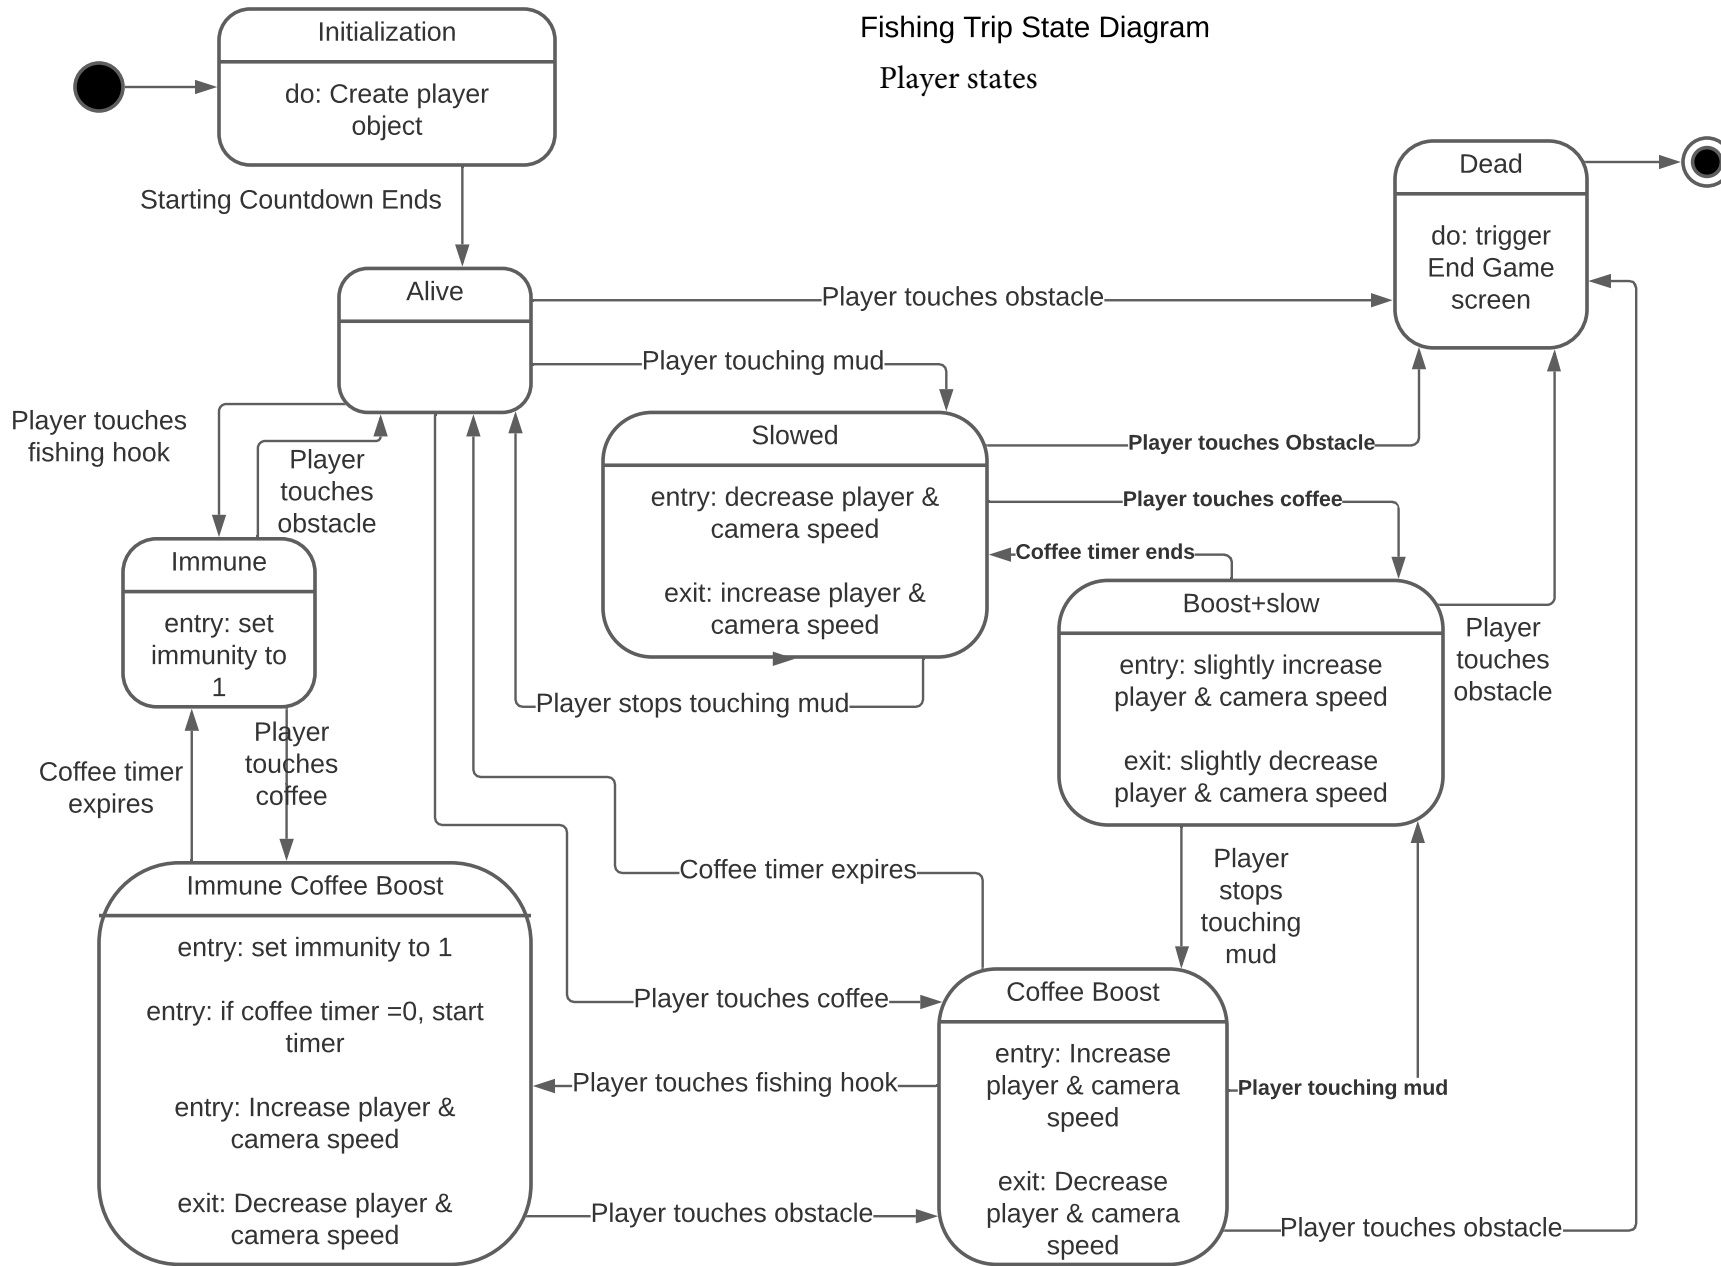 Fishing Trip State Diagram
Player states
Initialization
do: Create player
object
Starting Countdown Ends
Dead
do: trigger
End Game
screen
Alive
Player touches obstacle
Player touching mud
Player touches
fishing hook
Player
touches
obstacle
Slowed
entry: decrease player &
camera speed
exit: increase player &
camera speed
Player touches Obstacle
Player touches coffee
Coffee timer ends
Immune
entry: set
immunity to
1
Boost+slow
entry: slightly increase
player & camera speed
exit: slightly decrease
player & camera speed
Player
touches
obstacle
Player stops touching mud
Coffee timer
expires
Player
touches
coffee
Coffee timer expires
Player
stops
touching
mud
Immune Coffee Boost
entry: set immunity to 1
entry: if coffee timer =0, start
timer
entry: Increase player &
camera speed
exit: Decrease player &
camera speed
Player touches coffee
Player touches fishing hook
Player touches obstacle
Coffee Boost
entry: Increase
player & camera
speed
exit: Decrease
player & camera
speed
Player touching mud
Player touches obstacle